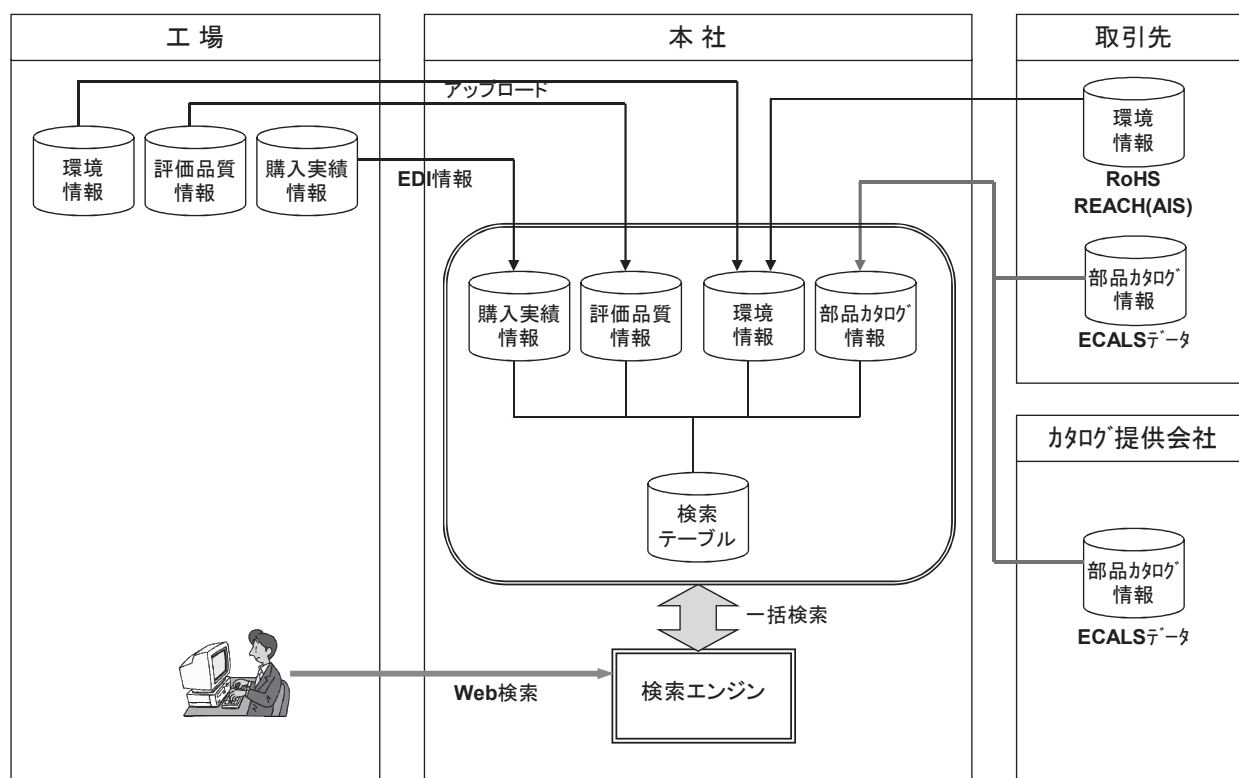 工 場
本 社
取引先
アップロード
環境
情報
評価品質
情報
購入実績
情報
EDI情報
環境
情報
RoHS
REACH(AIS)
購入実績
情報
評価品質
情報
環境
情報
部品ｶﾀﾛｸﾞ
情報
部品ｶﾀﾛｸﾞ
情報
ECALSﾃﾞｰﾀ
検索
テーブル
ｶﾀﾛｸﾞ提供会社
部品ｶﾀﾛｸﾞ
情報
ECALSﾃﾞｰﾀ
一括検索
Web検索
検索エンジン